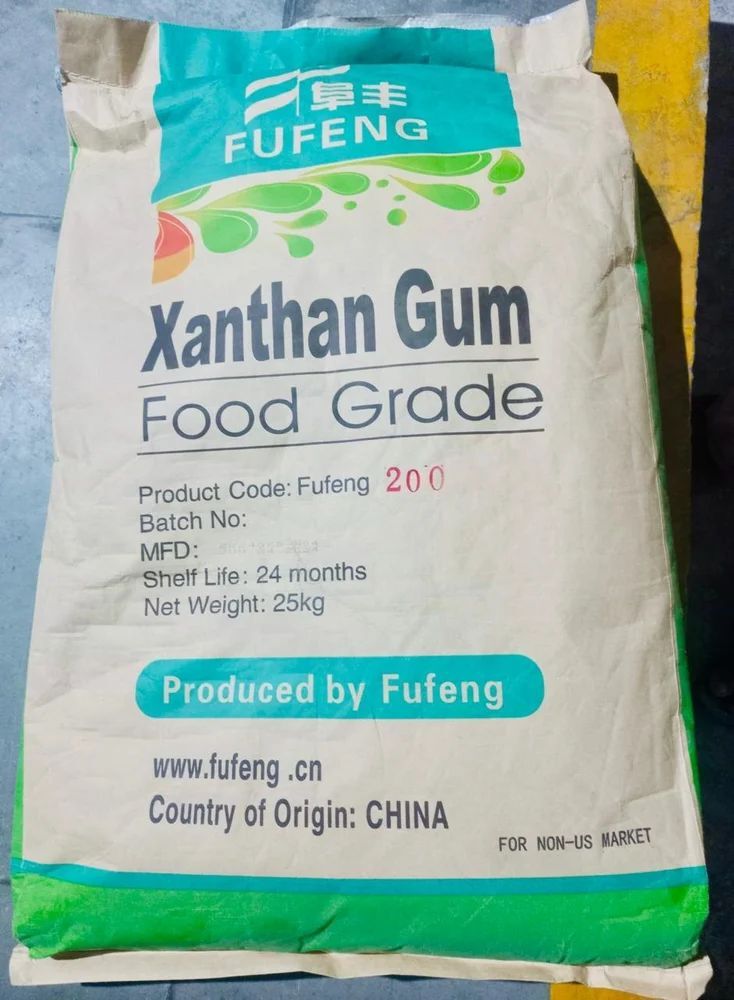 阜丰
FUFENG
Xanthan Gum
Food Grade
Product Code: Fufeng 200
Batch No:
MFD:
Shelf Life: 24 months
Net Weight: 25kg
Produced by Fufeng
www.fufeng .cn
Country of Origin: CHINA
FOR NON-US MARKET